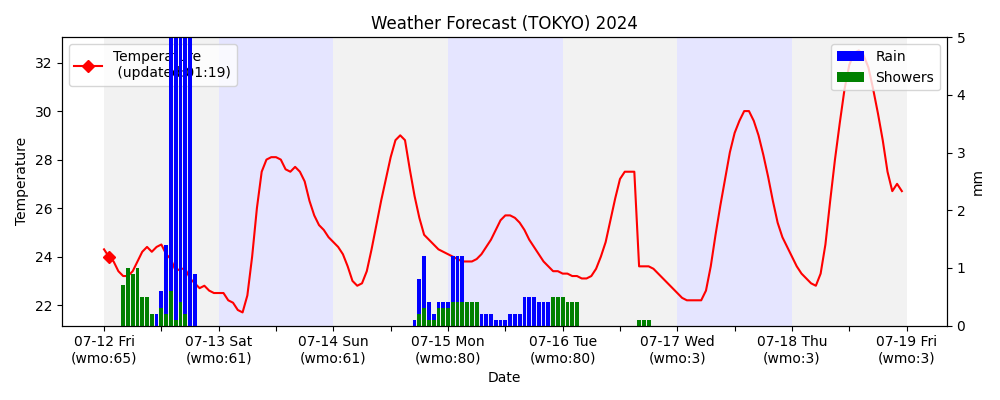 Weather Forecast (TOKYO) 2024
Temperature
(updated 01:19)
Rain
Showers
Temperature
32
30
28
26
24
22
5
4
3
2
1
0
mm
07-12 Fri
(wmo:65)
07-13 Sat
(wmo:61)
07-14 Sun
(wmo:61)
07-15 Mon
(wmo:80)
07-16 Tue
(wmo:80)
07-17 Wed
(wmo:3)
07-18 Thu
(wmo:3)
07-19 Fri
(wmo:3)
Date